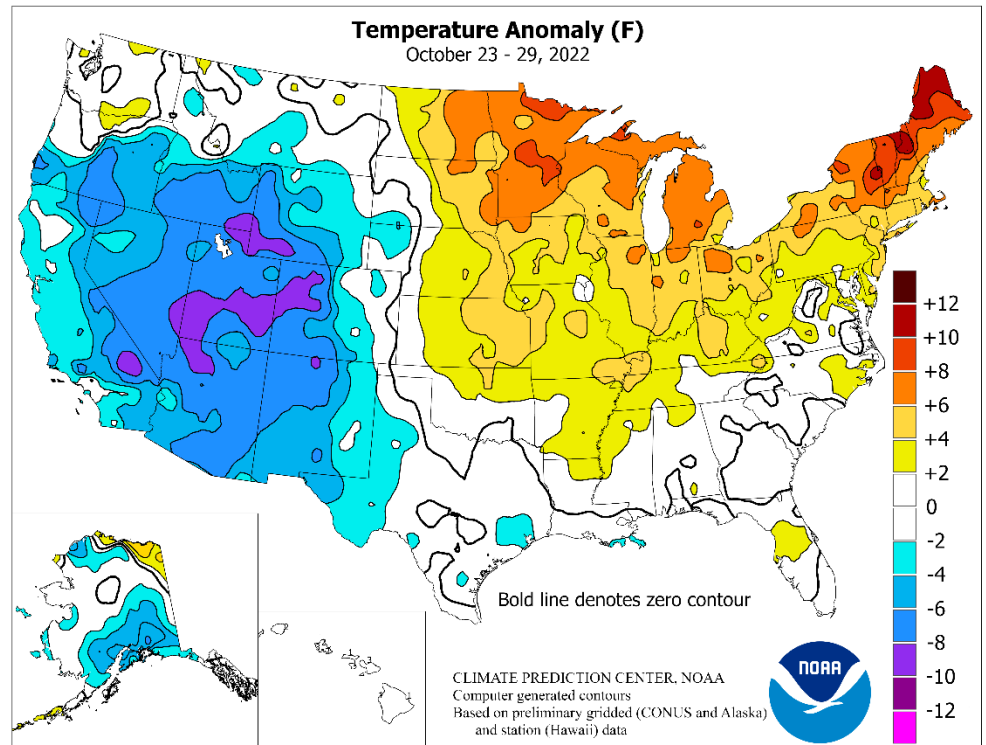 Temperature Anomaly (F)
October 23 - 29, 2022
+12
+10
+8
+6
+4
+2
0
-2
-4
-6
-8
-10
-12
Bold line denotes zero contour
CLIMATE PREDICTION CENTER, NOAA
Computer generated contours
Based on preliminary gridded (CONUS and Alaska)
and station (Hawaii) data
NOAA